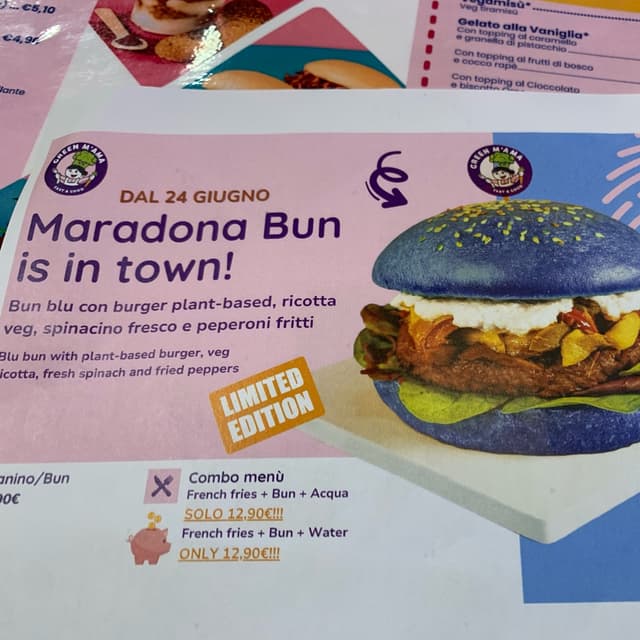 €5,10
Veg tiramisù
Gelato alla Vaniglia*
Con topping al caramello
e granella di pistacchio
Con topping ai frutti di bosco
e cocco rapè
Con topping al Cioccolato
GREEN M'AMA
GREEN M'AMA
DAL 24 GIUGNO
Maradona Bun
is in town!
Bun blu con burger plant-based, ricotta
veg, spinacino fresco e peperoni fritti
Blu bun with plant-based burger, veg
ricotta, fresh spinach and fried peppers
LIMITED
EDITION
Combo menù
French fries + Bun + Acqua
SOLO 12,90€!!!
French fries + Bun + Water
ONLY 12,90€!!!